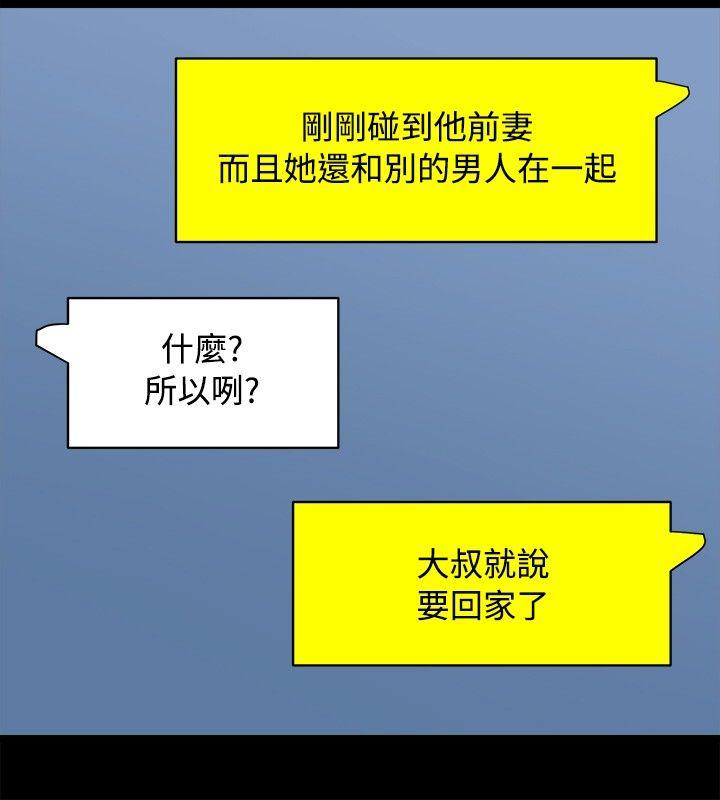 剛剛碰到他前妻
而且她還和別的男人在一起
什麼?
所以咧?
大叔就說
要回家了